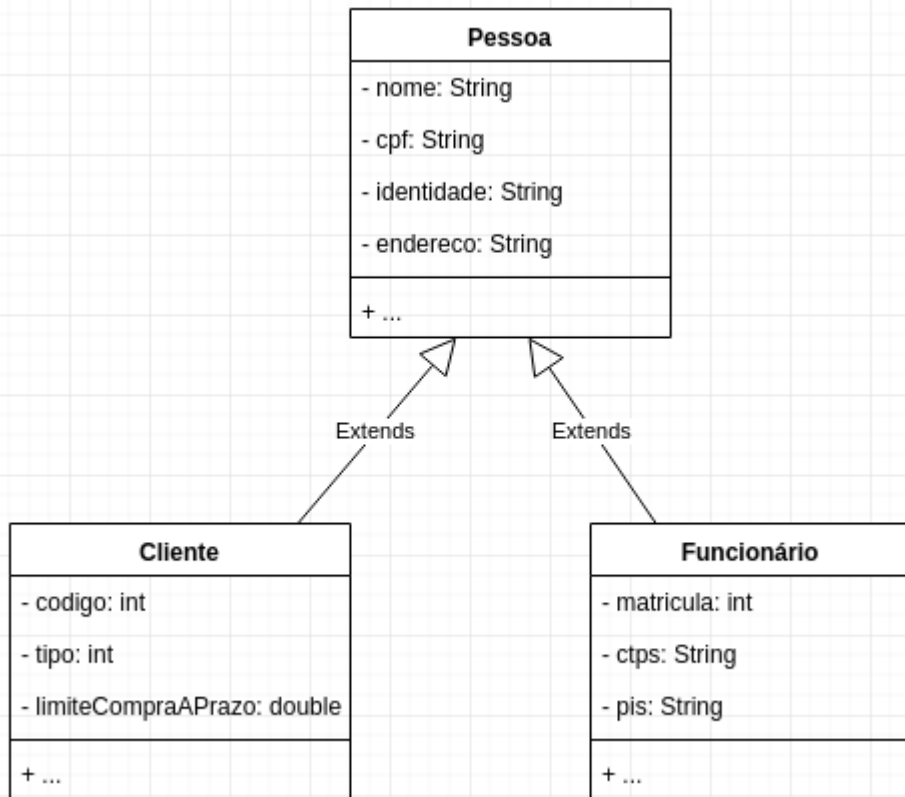 Pessoa
- nome: String
- cpf: String
- identidade: String
- endereco: String
+ ...
Extends
Extends
Cliente
- codigo: int
- tipo: int
- limiteCompraAPrazo: double
+ ...
Funcionário
- matricula: int
- ctps: String
- pis: String
+ ...